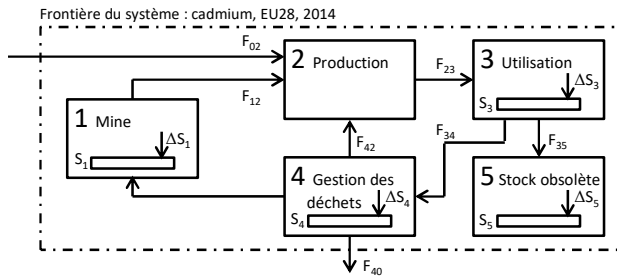 Frontière du système : cadmium, EU28, 2014
F02
2 Production
F23
3 Utilisation
ΔS3
S3
F12
1 Mine
ΔS1
S1
F42
F34
F35
4 Gestion des
déchets
ΔS4
S4
5 Stock obsolète
ΔS5
S5
F40